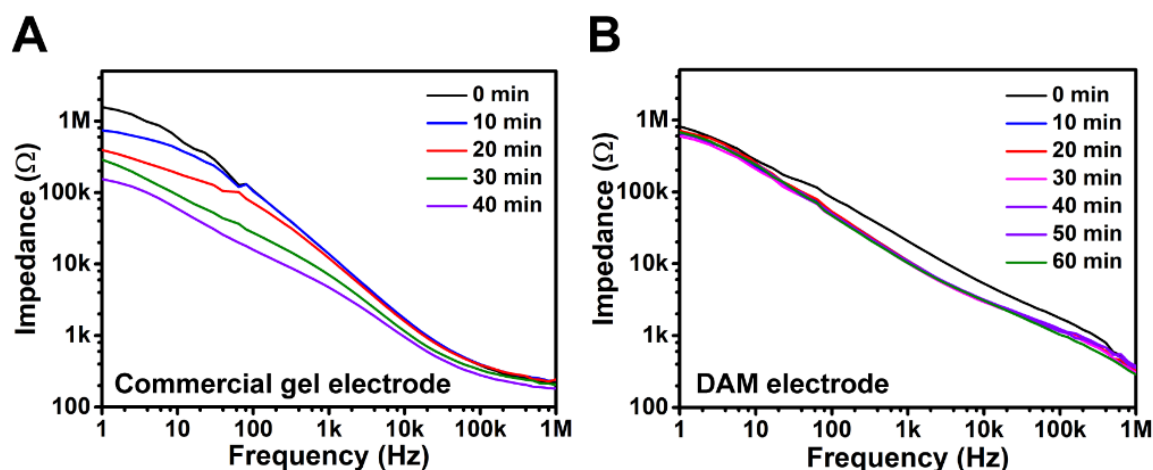 A
Impedance (Ω)
1M
100k
10k
1k
100
0 min
10 min
20 min
30 min
40 min
Commercial gel electrode
1
10
100
1k
10k
100k
1M
Frequency (Hz)
B
Impedance (Ω)
1M
100k
10k
1k
100
0 min
10 min
20 min
30 min
40 min
50 min
60 min
DAM electrode
1
10
100
1k
10k
100k
1M
Frequency (Hz)